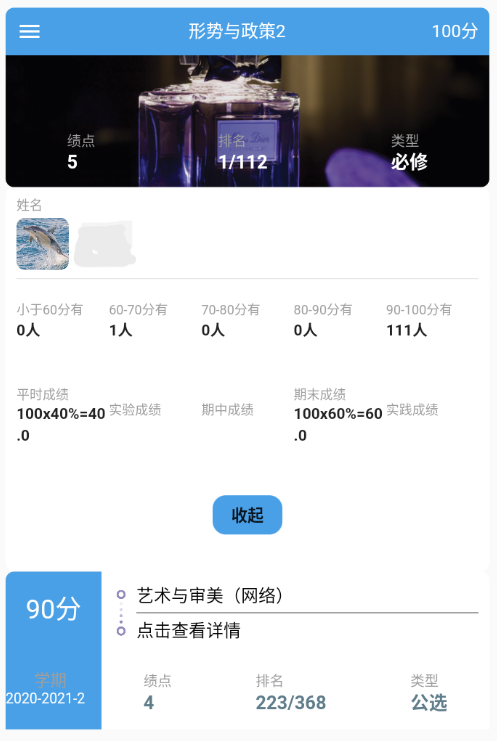 形势与政策2 100分
绩点 排名 类型
5 1/112 必修
姓名
小于60分有 60-70分有 70-80分有 80-90分有 90-100分有
0人 1人 0人 0人 111人
平时成绩 实验成绩 期中成绩 期末成绩 实践成绩
100x40%=40 100x60%=60
.0 .0
收起
90分 艺术与审美（网络）
点击查看详情
学期 绩点 排名 类型
2020-2021-2 4 223/368 公选